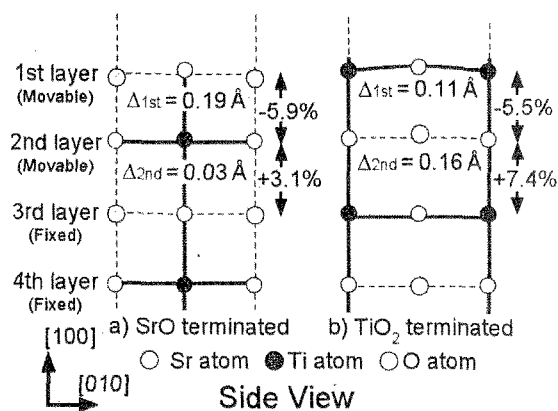 1st layer
(Movable)
Δ1st = 0.19 Å
-5.9%
2nd layer
(Movable)
Δ2nd = 0.03 Å
+3.1%
3rd layer
(Fixed)
4th layer
(Fixed)
Δ1st = 0.11 Å
-5.5%
Δ2nd = 0.16 Å
+7.4%
[100]
[010]
a) SrO terminated
b) TiO₂ terminated
Sr atom Ti atom O atom
Side View